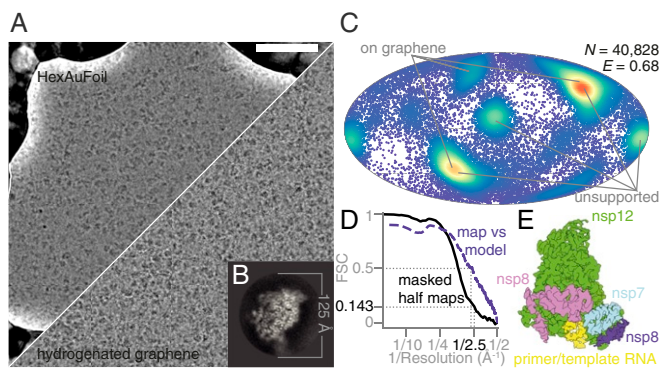 A
HexAuFoil
hydrogenated graphene
B
125 Å
C
on graphene
N = 40,828
E = 0.68
unsupported
D
1
0.5
0.143
0
FSC
map vs
model
masked
half maps
1/10
1/4
1/2.5
1/2
1/Resolution (Å⁻¹)
E
nsp12
nsp8
nsp7
nsp8
primer/template RNA